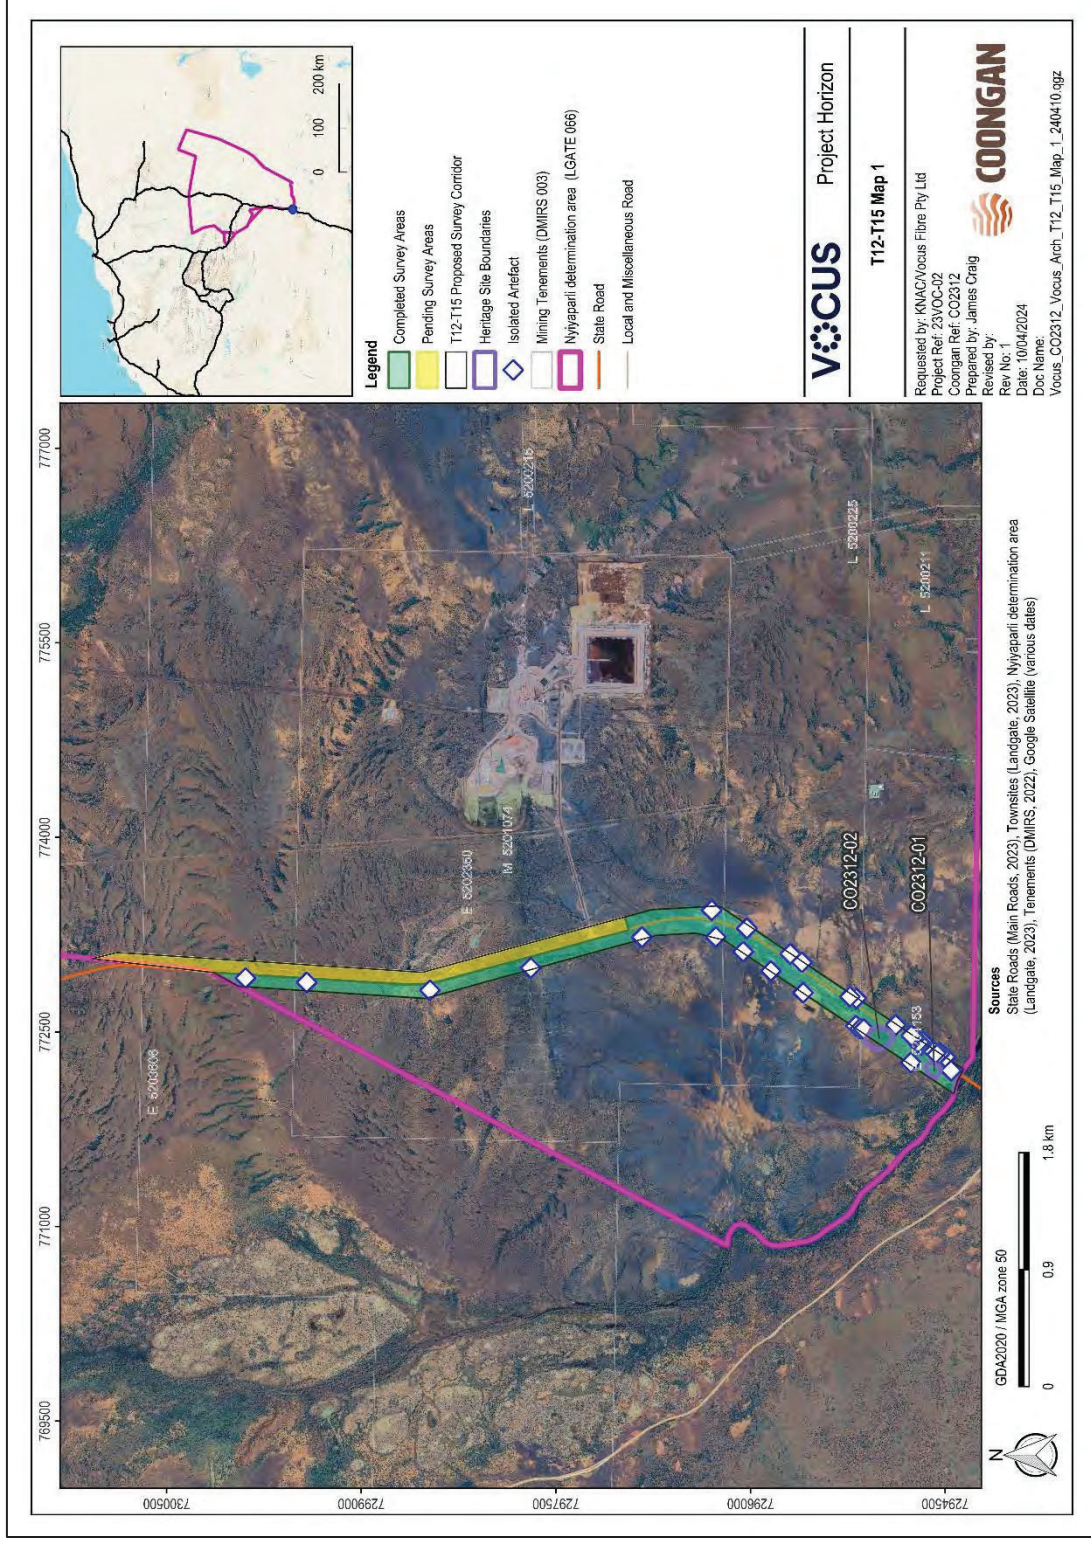 777000
775500
774000
772500
771000
769500
7300500
7299000
7297500
7296000
7294500
E 5203606
E 5202350
M 5201074
L 5200216
L 5200225
L 5200211
CO2312-02
CO2312-01
N
GDA2020 / MGA zone 50
0 0.9 1.8 km
Sources
State Roads (Main Roads, 2023), Townsites (Landgate, 2023), Nyiyaparli determination area
(Landgate, 2023), Tenements (DMIRS, 2022), Google Satellite (various dates)
0 100 200 km
Legend
Completed Survey Areas
Pending Survey Areas
T12-T15 Proposed Survey Corridor
Heritage Site Boundaries
Isolated Artefact
Mining Tenements (DMIRS 003)
Nyiyaparli determination area (LGATE 066)
State Road
Local and Miscellaneous Road
VOCUS Project Horizon
T12-T15 Map 1
Requested by: KNAC/Vocus Fibre Pty Ltd
Project Ref: 23VOC-02
Coongan Ref: CO2312
Prepared by: James Craig
Revised by:
Rev No: 1
Date: 10/04/2024
Doc Name:
Vocus_CO2312_Vocus_Arch_T12_T15_Map_1_240410.qgz
COONGAN